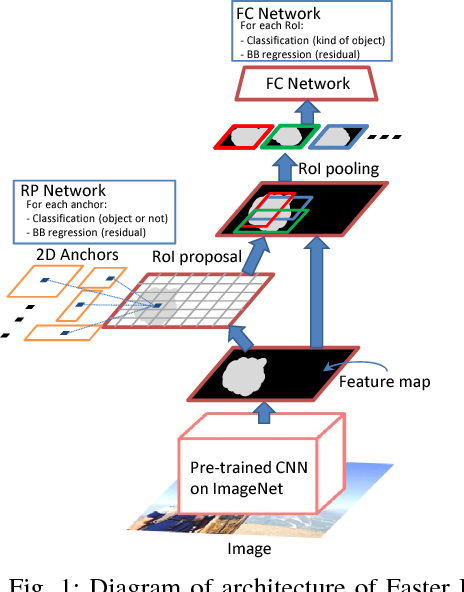 FC Network
For each RoI:
- Classification (kind of object)
- BB regression (residual)
FC Network
RoI pooling
RP Network
For each anchor:
- Classification (object or not)
- BB regression (residual)
2D Anchors
RoI proposal
Feature map
Pre-trained CNN
on ImageNet
Image
Fig. 1: Diagram of architecture of Faster